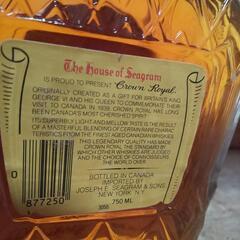 The House of Seagram
IS PROUD TO PRESENT Crown Royal.
ORIGINALLY CREATED AS A GIFT FOR BRITAIN'S KING
GEORGE VI AND HIS QUEEN TO COMMEMORATE THEIR
VISIT TO CANADA IN 1939, CROWN ROYAL HAS LONG
BEEN CANADA'S MOST CHERISHED SPIRIT.
ITS SUPERBLY LIGHT AND MELLOW TASTE IS THE RESULT
OF A MASTERFUL BLENDING OF CERTAIN RARE CHARAC-
TERISTICS FROM THE FINEST AGED CANADIAN WHISKIES.
THIS LEGENDARY QUALITY HAS MADE
CROWN ROYAL THE STANDARD BY
WHICH OTHER WHISKIES ARE JUDGED
AND THE CHOICE OF CONNOISSEURS
THE WORLD OVER.
BOTTLED IN CANADA
IMPORTED BY
JOSEPH E. SEAGRAM & SONS
NEW YORK, N.Y.
877250
3055
750 ML